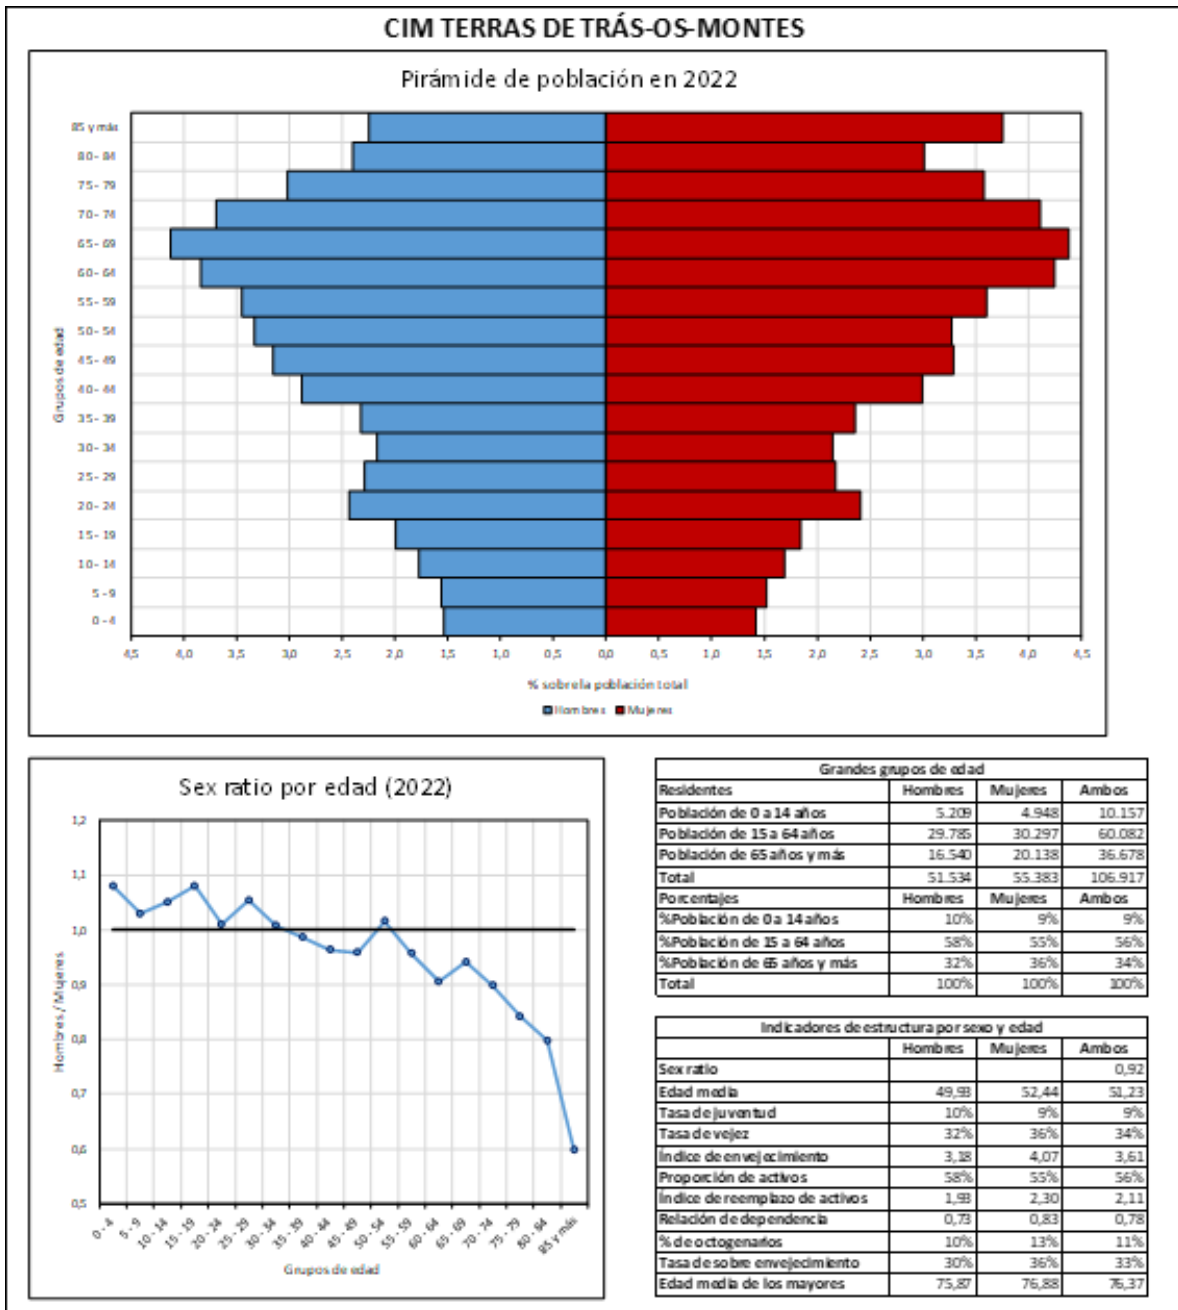 CIM TERRAS DE TRÁS-OS-MONTES
Pirámide de población en 2022
Grupos de edad
85 y más
80 - 84
75 - 79
70 - 74
65 - 69
60 - 64
55 - 59
50 - 54
45 - 49
40 - 44
35 - 39
30 - 34
25 - 29
20 - 24
15 - 19
10 - 14
5 - 9
0 - 4
4,5 4,0 3,5 3,0 2,5 2,0 1,5 1,0 0,5 0,0 0,5 1,0 1,5 2,0 2,5 3,0 3,5 4,0 4,5
% sobre la población total
Hombres Mujeres
Sex ratio por edad (2022)
Hombres / Mujeres
1,2
1,1
1,0
0,9
0,8
0,7
0,6
0,5
0 - 4 5 - 9 10 - 14 15 - 19 20 - 24 25 - 29 30 - 34 35 - 39 40 - 44 45 - 49 50 - 54 55 - 59 60 - 64 65 - 69 70 - 74 75 - 79 80 - 84 85 y más
Grupos de edad
Grandes grupos de edad
Residentes Hombres Mujeres Ambos
Población de 0 a 14 años 5.209 4.948 10.157
Población de 15 a 64 años 29.785 30.297 60.082
Población de 65 años y más 16.540 20.138 36.678
Total 51.534 55.383 106.917
Porcentajes Hombres Mujeres Ambos
%Población de 0 a 14 años 10% 9% 9%
%Población de 15 a 64 años 58% 55% 56%
%Población de 65 años y más 32% 36% 34%
Total 100% 100% 100%
Indicadores de estructura por sexo y edad
Hombres Mujeres Ambos
Sex ratio 0,92
Edad media 49,93 52,44 51,23
Tasa de juventud 10% 9% 9%
Tasa de vejez 32% 36% 34%
Índice de envejecimiento 3,18 4,07 3,61
Proporción de activos 58% 55% 56%
Índice de reemplazo de activos 1,93 2,30 2,11
Relación de dependencia 0,73 0,83 0,78
% de octogenarios 10% 13% 11%
Tasa de sobre envejecimiento 30% 36% 33%
Edad media de los mayores 75,87 76,88 76,37